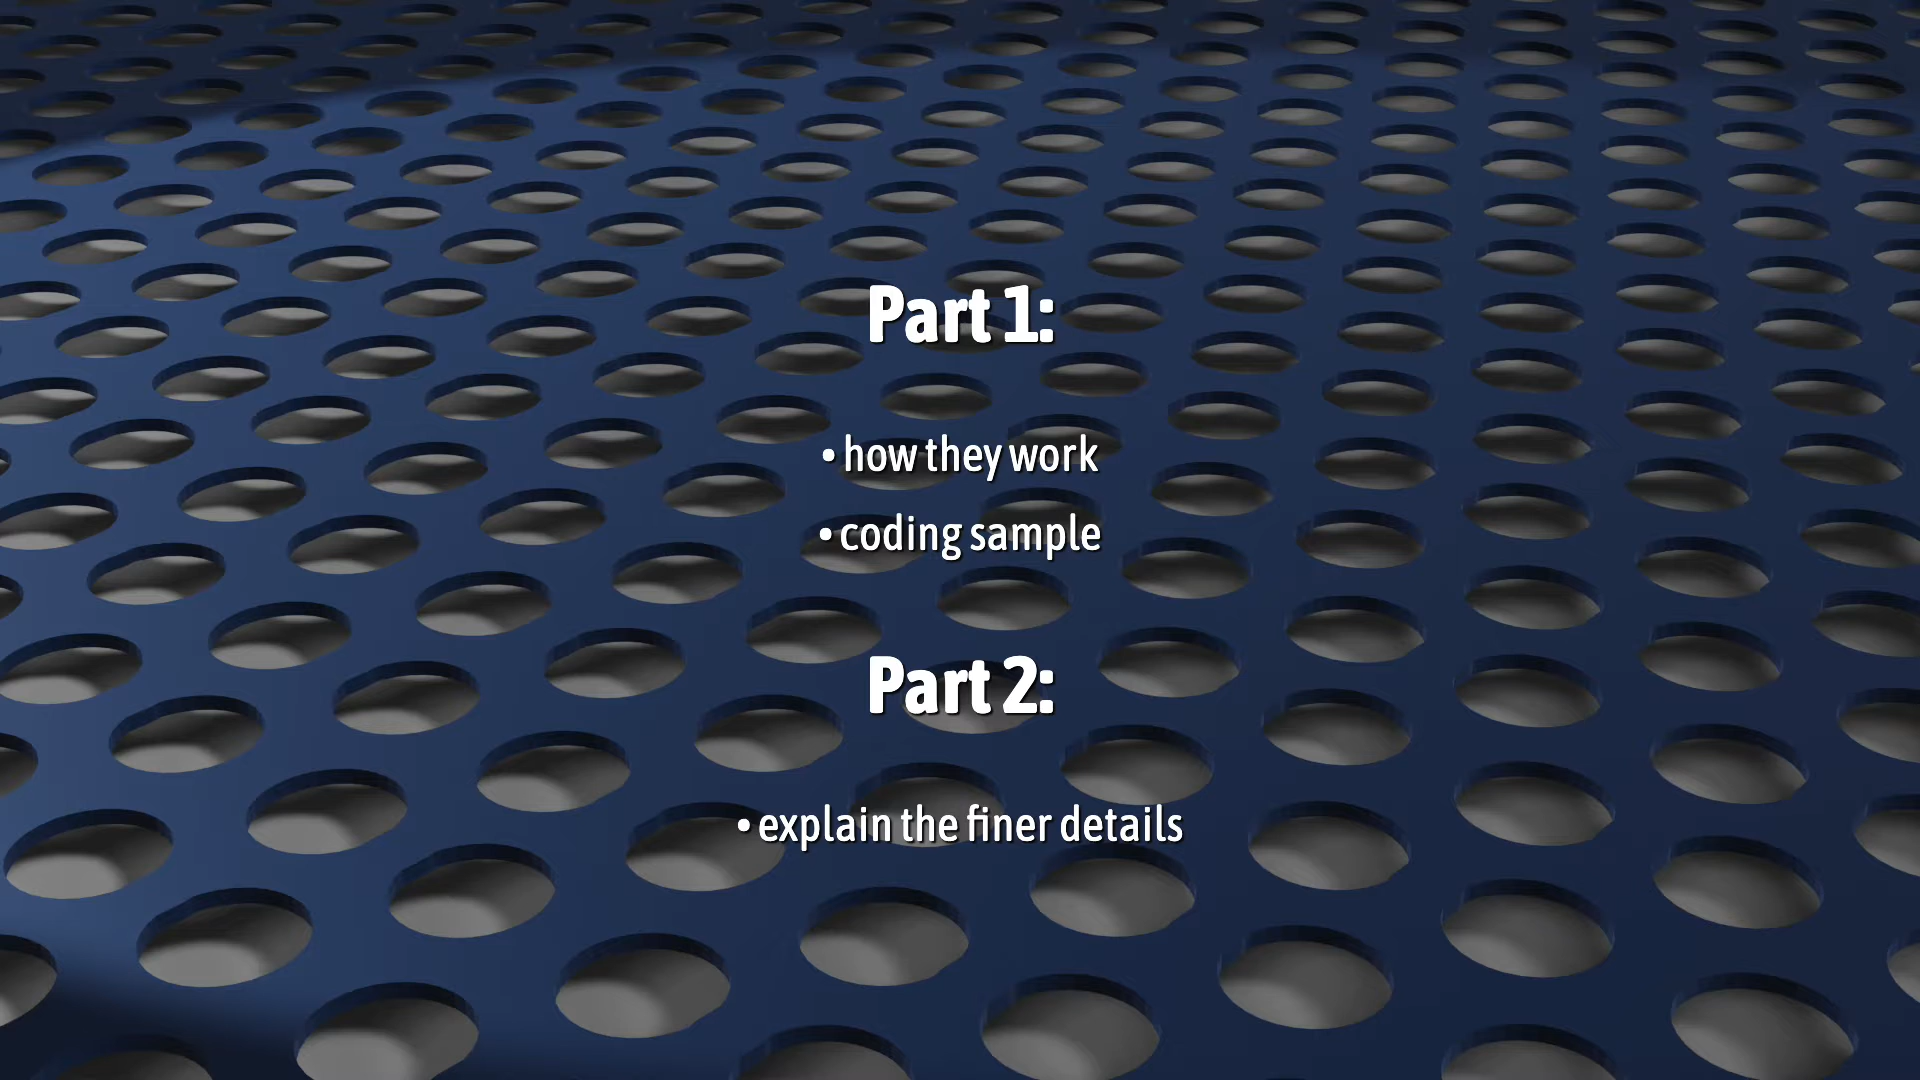 Part 1:
• how they work
• coding sample
Part 2:
• explain the finer details